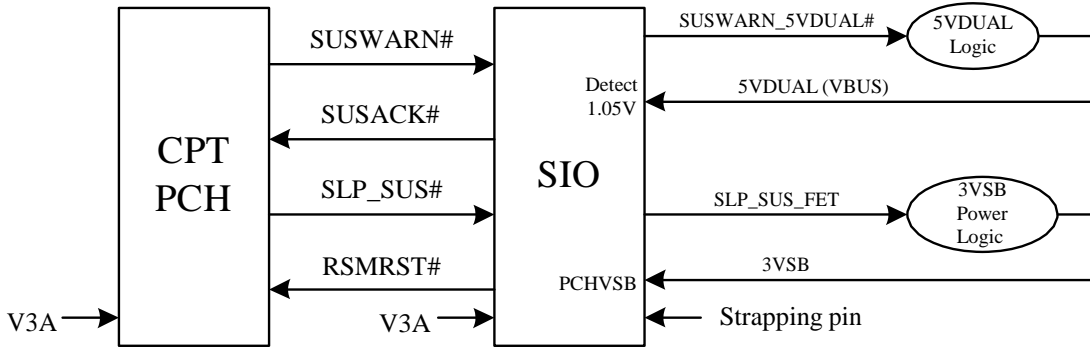 SUSWARN#
SUSACK#
SLP_SUS#
RSMRST#
CPT
PCH
V3A
V3A
SIO
Detect
1.05V
PCHVSB
SUSWARN_5VDUAL#
5VDUAL
Logic
5VDUAL (VBUS)
SLP_SUS_FET
3VSB
Power
Logic
3VSB
Strapping pin